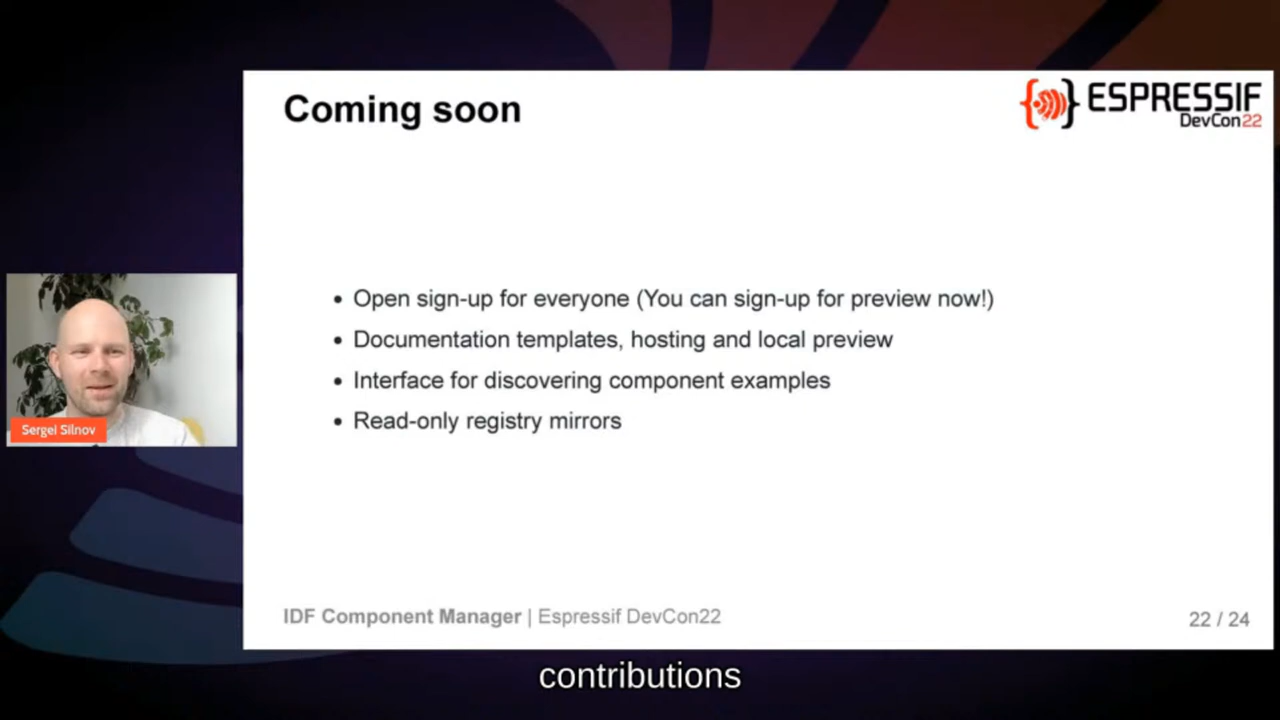 Coming soon
ESPRESSIF
DevCon22
• Open sign-up for everyone (You can sign-up for preview now!)
• Documentation templates, hosting and local preview
• Interface for discovering component examples
• Read-only registry mirrors
Sergei Silnov
IDF Component Manager | Espressif DevCon22
22 / 24
contributions